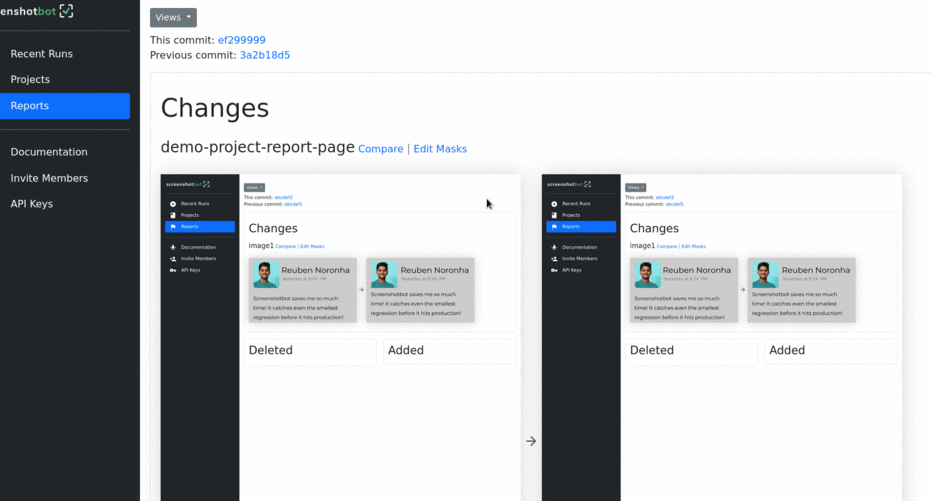 enshotbot
Recent Runs
Projects
Reports
Documentation
Invite Members
API Keys
Views
This commit: ef299999
Previous commit: 3a2b18d5
Changes
demo-project-report-page Compare | Edit Masks
screenshotbot
Recent Runs
Projects
Reports
Documentation
Invite Members
API Keys
Views
This commit: abcdef2
Previous commit: abcdef1
Changes
image1 Compare | Edit Masks
Reuben Noronha
Yesterday at 8:24 PM
Screenshotbot saves me so much
time! It catches even the smallest
regression before it hits production!
Reuben Noronha
Yesterday at 8:24 PM
Screenshotbot saves me so much
time! It catches even the smallest
regression before it hits production!
Deleted
Added
screenshotbot
Recent Runs
Projects
Reports
Documentation
Invite Members
API Keys
Views
This commit: abcdef2
Previous commit: abcdef1
Changes
image1 Compare | Edit Masks
Reuben Noronha
Yesterday at 8:24 PM
Screenshotbot saves me so much
time! It catches even the smallest
regression before it hits production!
Reuben Noronha
Yesterday at 8:24 PM
Screenshotbot saves me so much
time! It catches even the smallest
regression before it hits production!
Deleted
Added